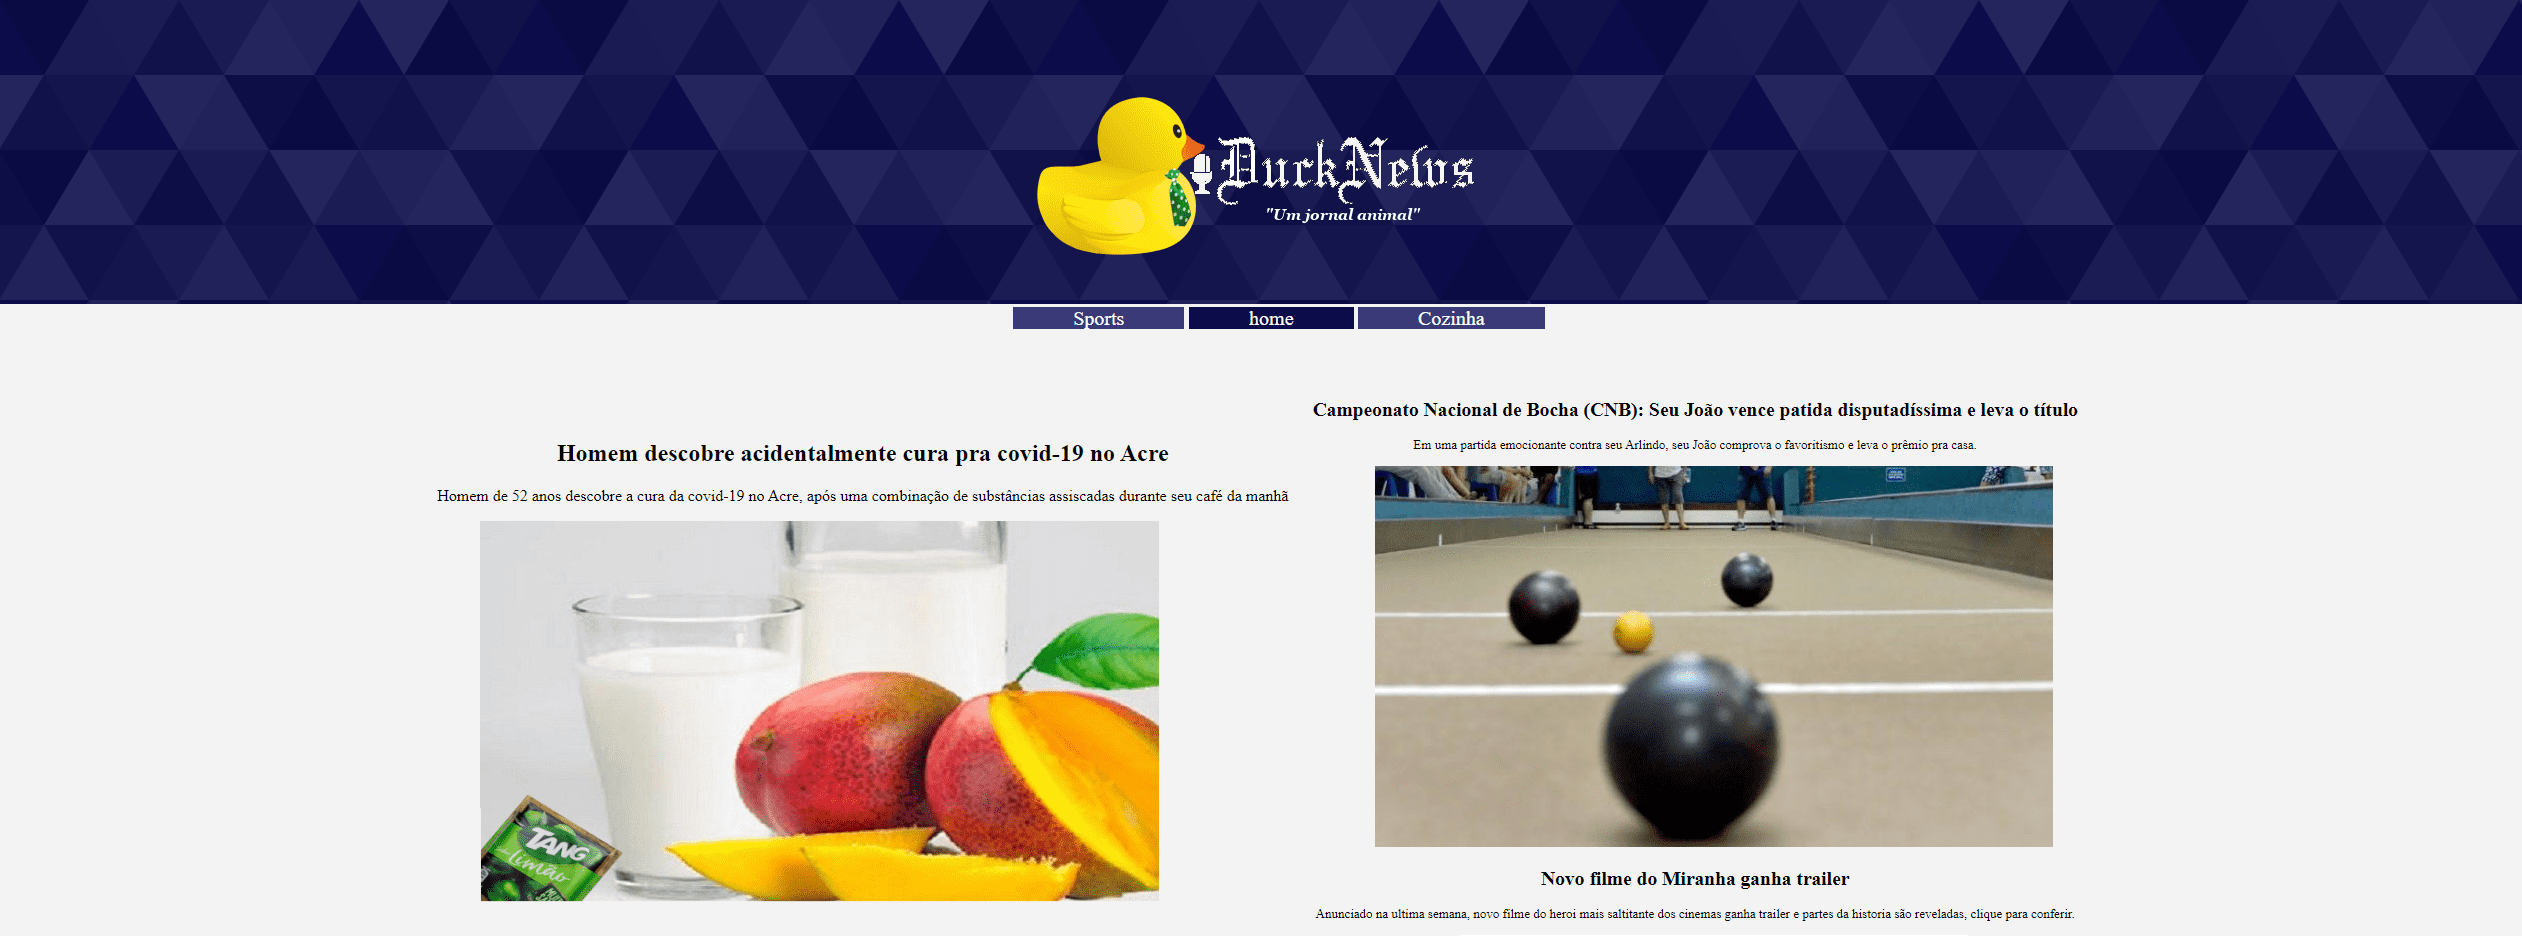 DuckNews
"Um jornal animal"
Sports
home
Cozinha
Homem descobre acidentalmente cura pra covid-19 no Acre
Homem de 52 anos descobre a cura da covid-19 no Acre, após uma combinação de substâncias assiscadas durante seu café da manhã
TANG
limão
Campeonato Nacional de Bocha (CNB): Seu João vence patida disputadíssima e leva o título
Em uma partida emocionante contra seu Arlindo, seu João comprova o favoritismo e leva o prêmio pra casa.
Novo filme do Miranha ganha trailer
Anunciado na ultima semana, novo filme do heroi mais saltitante dos cinemas ganha trailer e partes da historia são reveladas, clique para conferir.